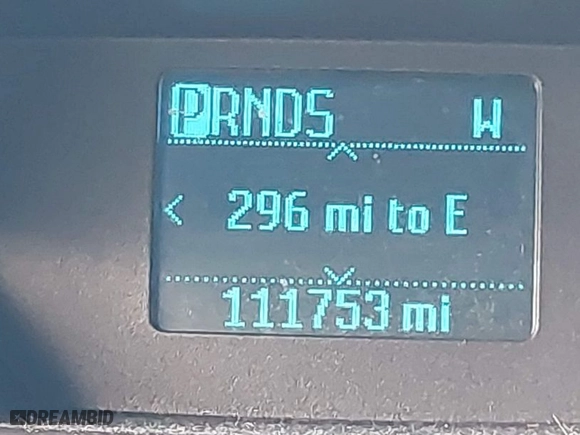 PRNDS W
< 296 mi to E
111753 mi
DREAMBID